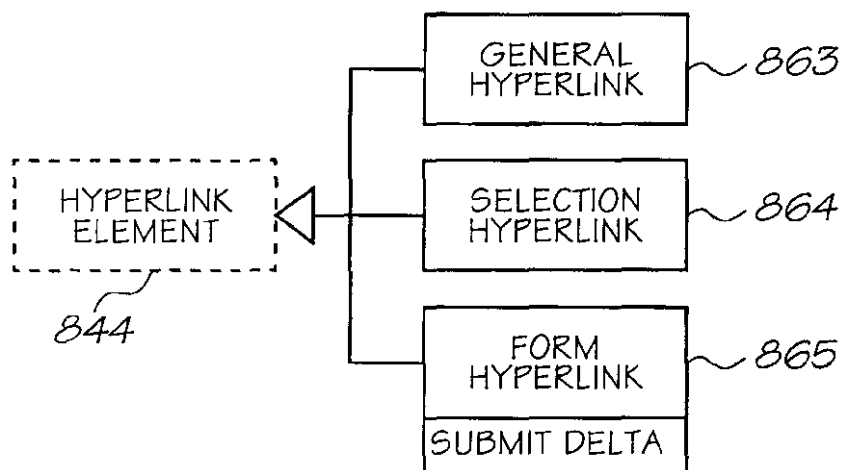 GENERAL
HYPERLINK
863
HYPERLINK
ELEMENT
844
SELECTION
HYPERLINK
864
FORM
HYPERLINK
865
SUBMIT DELTA